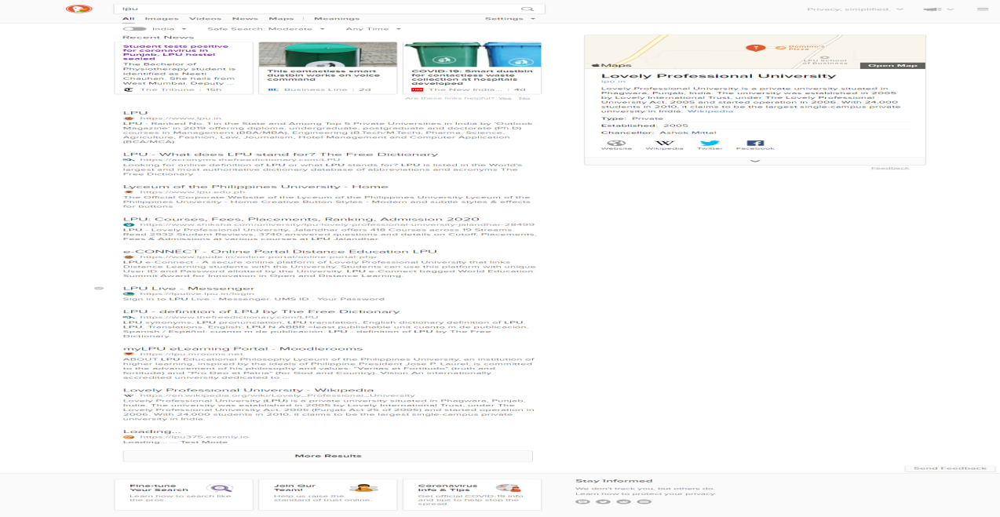 lpu
Privacy, simplified.
All Images Videos News Maps Meanings Settings
India Safe Search: Moderate Any Time
Recent News
Student tests positive
for coronavirus in
Punjab, LPU hostel
sealed
The Bachelor of
Physiotherapy student is
identified as Neeti
Chauhan. She hails from
West Mumbai. Deputy ...
The Tribune | 15h
This contactless smart
dustbin works on voice
command
Business Line | 2d
COVID-19: Smart dustbin
for contactless waste
collection at hospitals
developed
The New India... | 4d
Are these links helpful? Yes No
LPU
https://www.lpu.in
LPU - Ranked No. 1 in the State and Among Top 5 Private Universities in India by 'Outlook
Magazine' in 2019 offering diploma, undergraduate, postgraduate and doctorate (Ph.D)
courses in Management (BBA/MBA), Engineering (B.Tech/M.Tech), Pharma, Science,
Agriculture, Fashion, Law, Journalism, Hotel Management and Computer Application
(BCA/MCA)
LPU - What does LPU stand for? The Free Dictionary
https://acronyms.thefreedictionary.com/LPU
Looking for online definition of LPU or what LPU stands for? LPU is listed in the World's
largest and most authoritative dictionary database of abbreviations and acronyms The
Free Dictionary
Lyceum of the Philippines University - Home
https://www.lpu.edu.ph
The Official Corporate Website of the Lyceum of the Philippines University Lyceum of the
Philippines University - Home Creative Button Styles - Modern and subtle styles & effects
for buttons
LPU: Courses, Fees, Placements, Ranking, Admission 2020
https://www.shiksha.com/university/lpu-lovely-professional-university-jalandhar-28499
LPU - Lovely Professional University, Jalandhar offers 418 Courses across 19 Streams.
Read 2932 Student Reviews, 3740 answered questions and details on Cutoff, Placements,
Fees & Admissions at various courses at LPU Jalandhar.
e-CONNECT - Online Portal Distance Education LPU
https://www.lpude.in/online-portal/online-portal.php
LPU e-Connect - A secure online platform of Lovely Professional University that links
Distance Learning students with the University. Students can use this platform with unique
User ID and Password allotted by the University. LPU e-Connect bagged World Education
Summit Award for Innovation in Open and Distance Learning.
LPU Live - Messenger
https://lpulive.lpu.in/login
Sign in to LPU Live - Messenger. UMS ID . Your Password
LPU - definition of LPU by The Free Dictionary
https://www.thefreedictionary.com/LPU
LPU synonyms, LPU pronunciation, LPU translation, English dictionary definition of LPU.
LPU. Translations. English: LPU N ABBR =least publishable unit cuanto m de publicación.
Spanish / Español: cuanto m de publicación. LPU - definition of LPU by The Free
Dictionary.
myLPU eLearning Portal - Moodlerooms
https://lpu.mrooms.net
ABOUT LPU Educational Philosophy Lyceum of the Philippines University, an institution of
higher learning, inspired by the ideals of Philippine President Jose P. Laurel, is committed
to the advancement of his philosophy and values: "Veritas et Fortitudo" (truth and
fortitude) and "Pro Deo et Patria" (for God and Country). Vision An internationally
accredited university dedicated to ...
Lovely Professional University - Wikipedia
https://en.wikipedia.org/wiki/Lovely_Professional_University
Lovely Professional University (LPU) is a private university situated in Phagwara, Punjab,
India. The university was established in 2005 by Lovely International Trust, under The
Lovely Professional University Act, 2005 (Punjab Act 25 of 2005) and started operation in
2006. With 24,000 students in 2010, it claims to be the largest single-campus private
university in India.
Loading...
https://lpu375.examly.io
Loading... ... Test Mode
More Results
Domino's
Pizza
LPU School
of Business
Maps
Open Map
Lovely Professional University
lpu.in
Lovely Professional University is a private university situated in
Phagwara, Punjab, India. The university was established in 2005
by Lovely International Trust, under The Lovely Professional
University Act, 2005 and started operation in 2006. With 24,000
students in 2010, it claims to be the largest single-campus private
university in India. Wikipedia
Type: Private
Established: 2005
Chancellor: Ashok Mittal
Website Wikipedia Twitter Facebook
Feedback
Send Feedback
Fine-tune
Your Search
Learn how to search like
the pros.
Join Our
Team!
Help us raise the
standard of trust online.
Coronavirus
Info & Tips
Get official COVID-19 info
and tips to help stop the
spread.
Stay Informed
We don't track you, but others do.
Learn how to protect your privacy.